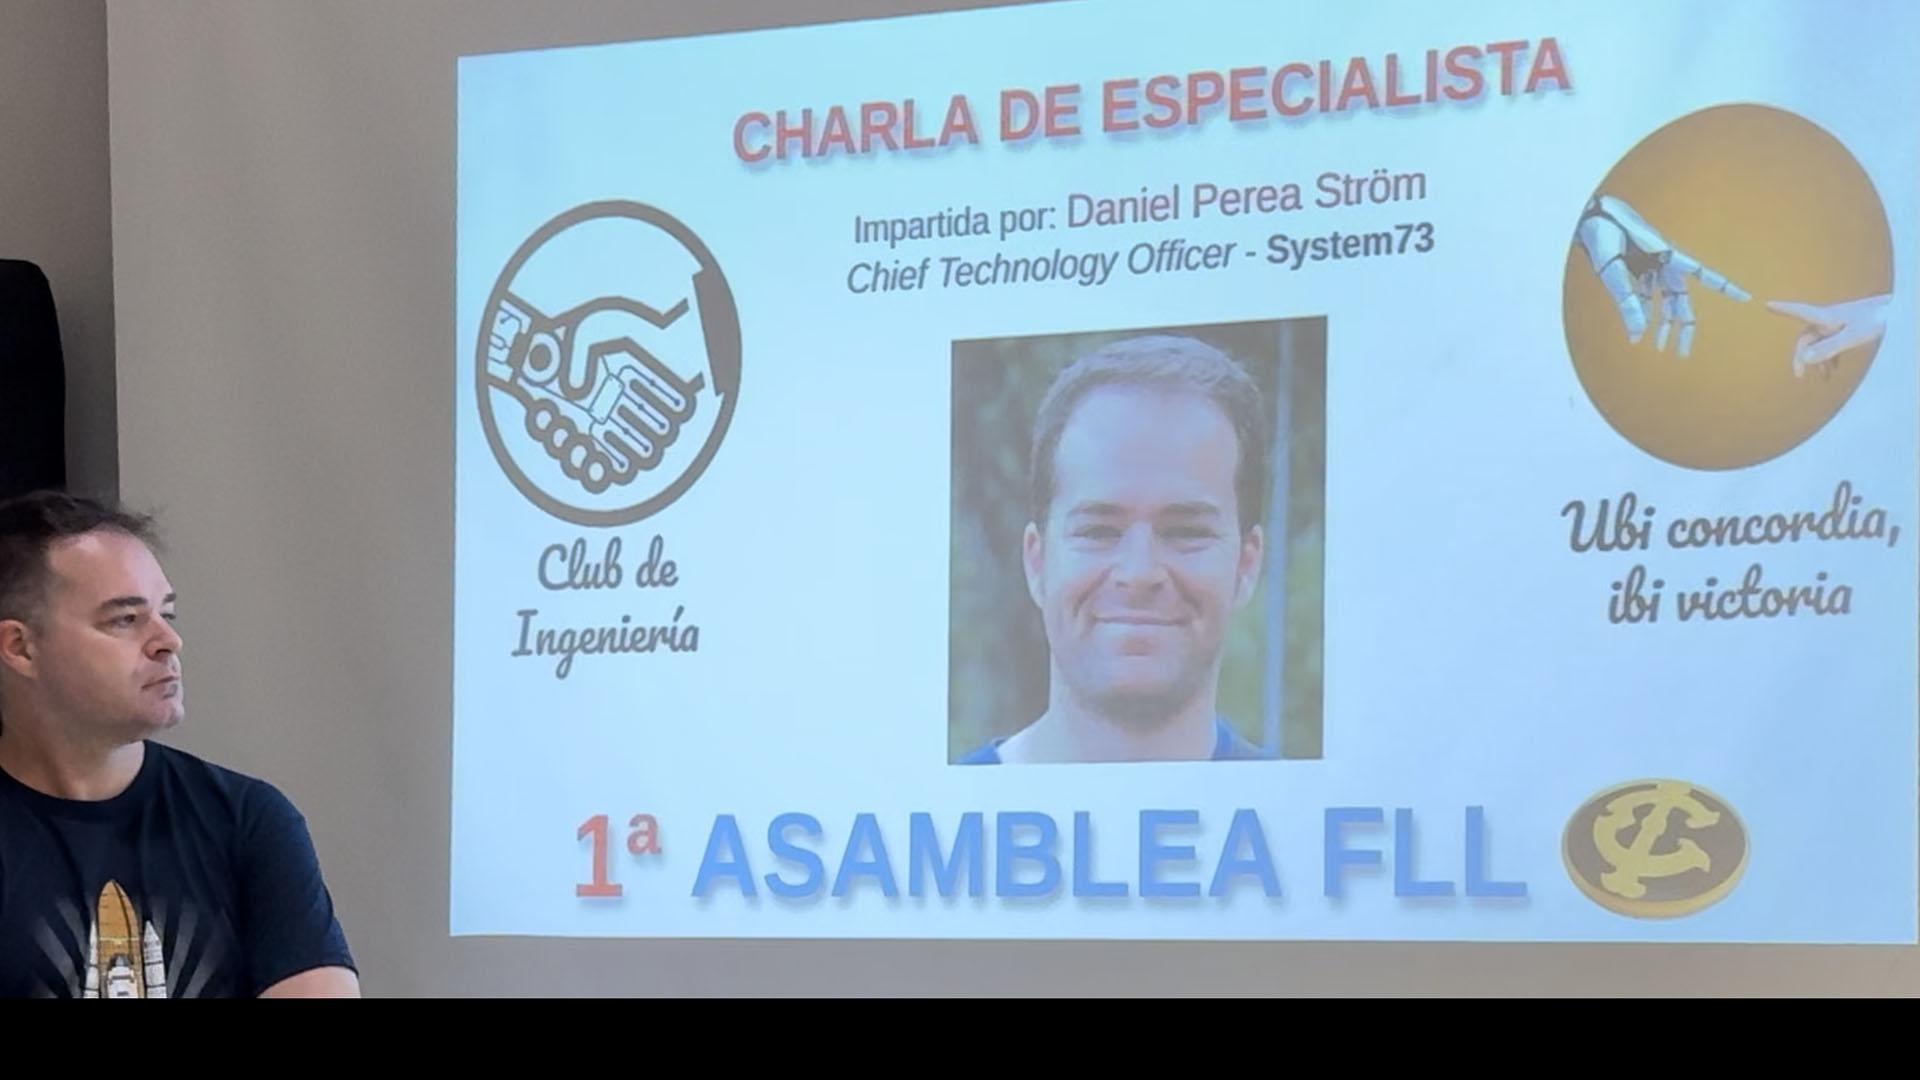 CHARLA DE ESPECIALISTA
Impartida por: Daniel Perea Ström
Chief Technology Officer - System73
Club de
Ingeniería
Ubi concordia,
ibi victoria
1ª ASAMBLEA FLL